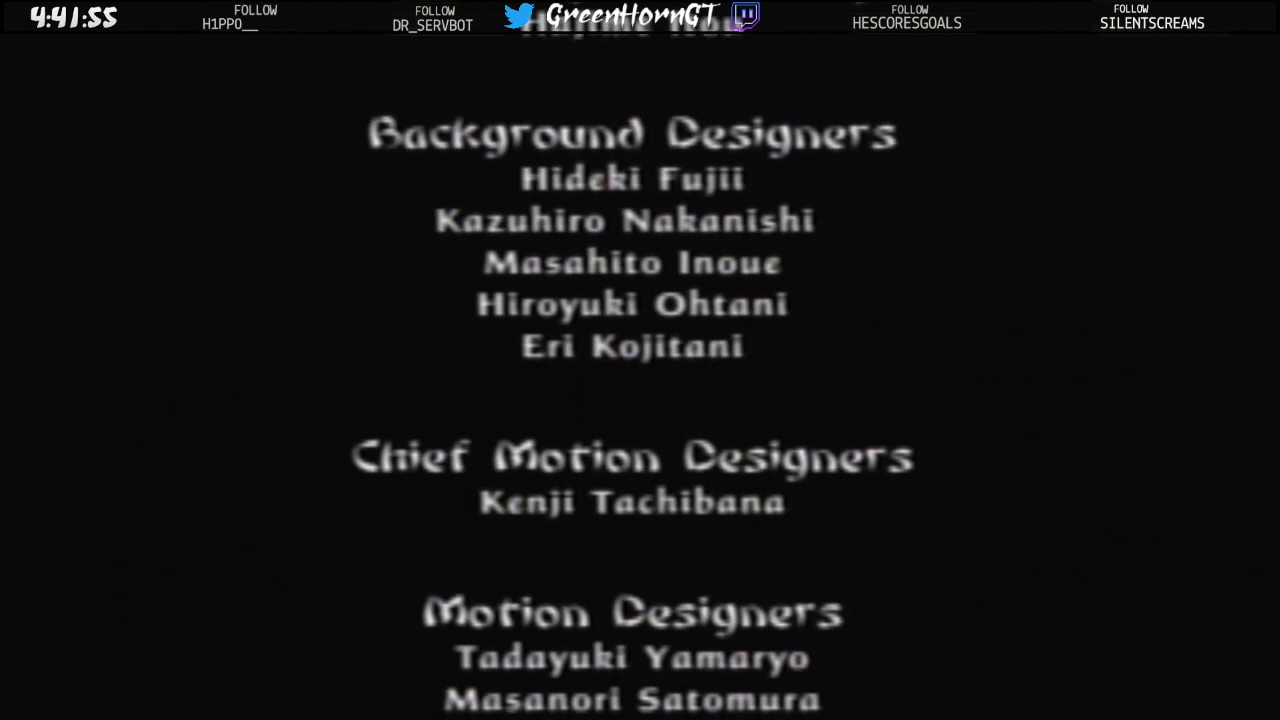 4:41:55
FOLLOW
H1PP0__
FOLLOW
DR_SERVBOT
GreenHornGT
FOLLOW
HESCORESGOALS
FOLLOW
SILENTSCREAMS
Background Designers
Hideki Fujii
Kazuhiro Nakanishi
Masahito Inoue
Hiroyuki Ohtani
Eri Kojitani
Chief Motion Designers
Kenji Tachibana
Motion Designers
Tadayuki Yamaryo
Masanori Satomura